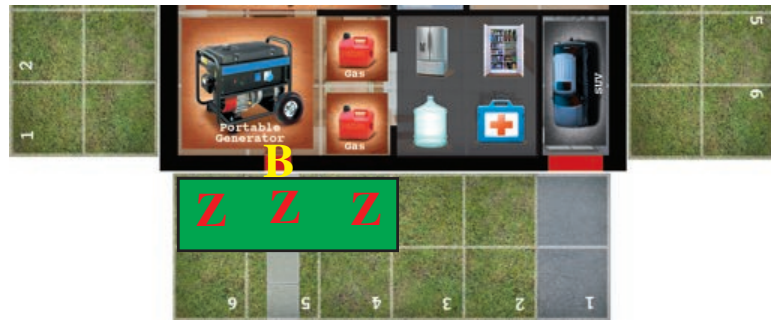 2
1
Portable
Generator
Gas
Gas
SUV
5
6
B
Z Z Z
6 5 4 3 2 1